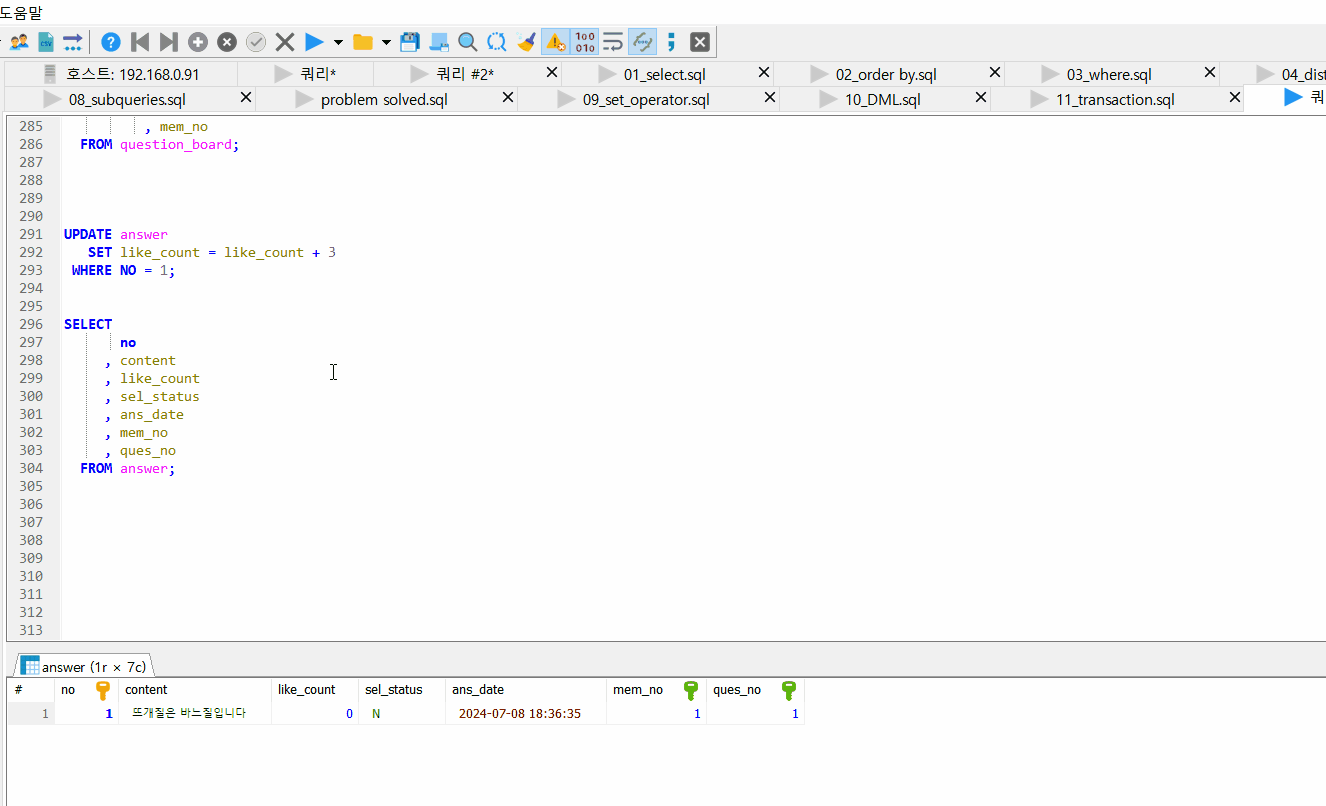 도움말
호스트: 192.168.0.91 쿼리* 쿼리 #2* 01_select.sql 02_order by.sql 03_where.sql 04_dist
08_subqueries.sql problem solved.sql 09_set_operator.sql 10_DML.sql 11_transaction.sql 쿼
285 , mem_no
286 FROM question_board;
287
288
289
290
291 UPDATE answer
292 SET like_count = like_count + 3
293 WHERE NO = 1;
294
295
296 SELECT
297 no
298 , content
299 , like_count
300 , sel_status
301 , ans_date
302 , mem_no
303 , ques_no
304 FROM answer;
305
306
307
308
309
310
311
312
313
answer (1r × 7c)
# no content like_count sel_status ans_date mem_no ques_no
1 1 뜨개질은 바느질입니다 0 N 2024-07-08 18:36:35 1 1